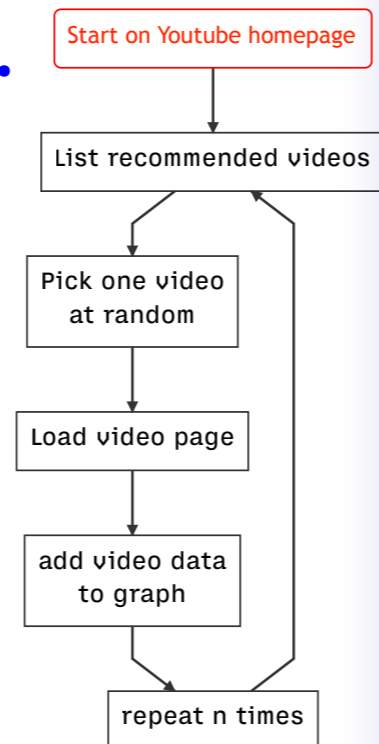 Start on Youtube homepage
List recommended videos
Pick one video
at random
Load video page
add video data
to graph
repeat n times